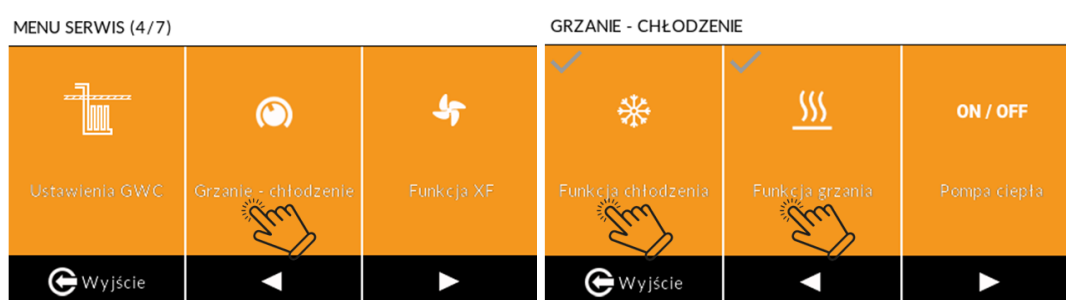 MENU SERWIS (4/7)
Ustawienia GWC
Grzanie - chłodzenie
Funkcja XF
Wyjście
GRZANIE - CHŁODZENIE
ON / OFF
Funkcja chłodzenia
Funkcja grzania
Pompa ciepła
Wyjście